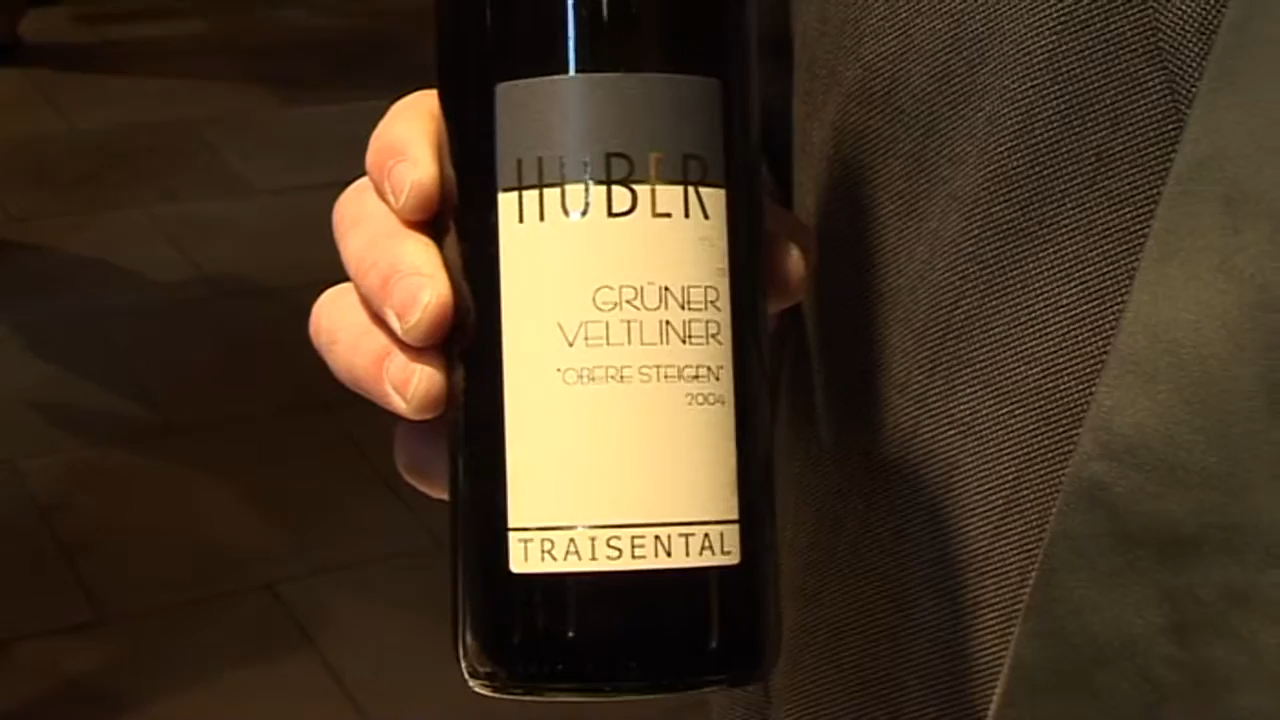 HUBER
GRÜNER
VELTLINER
"OBERE STEIGEN"
2004
TRAISENTAL